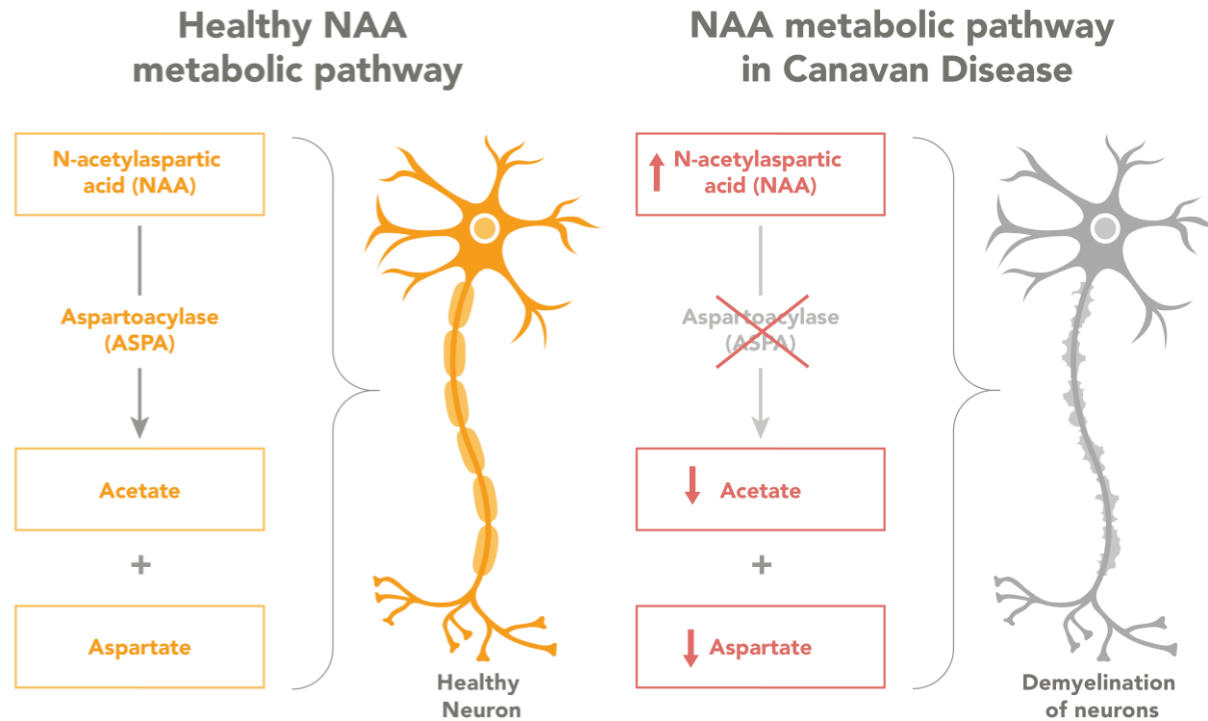 Healthy NAA
metabolic pathway
N-acetylaspartic
acid (NAA)
Aspartoacylase
(ASPA)
Acetate
+
Aspartate
Healthy
Neuron
NAA metabolic pathway
in Canavan Disease
N-acetylaspartic
acid (NAA)
Aspartoacylase
(ASPA)
Acetate
+
Aspartate
Demyelination
of neurons